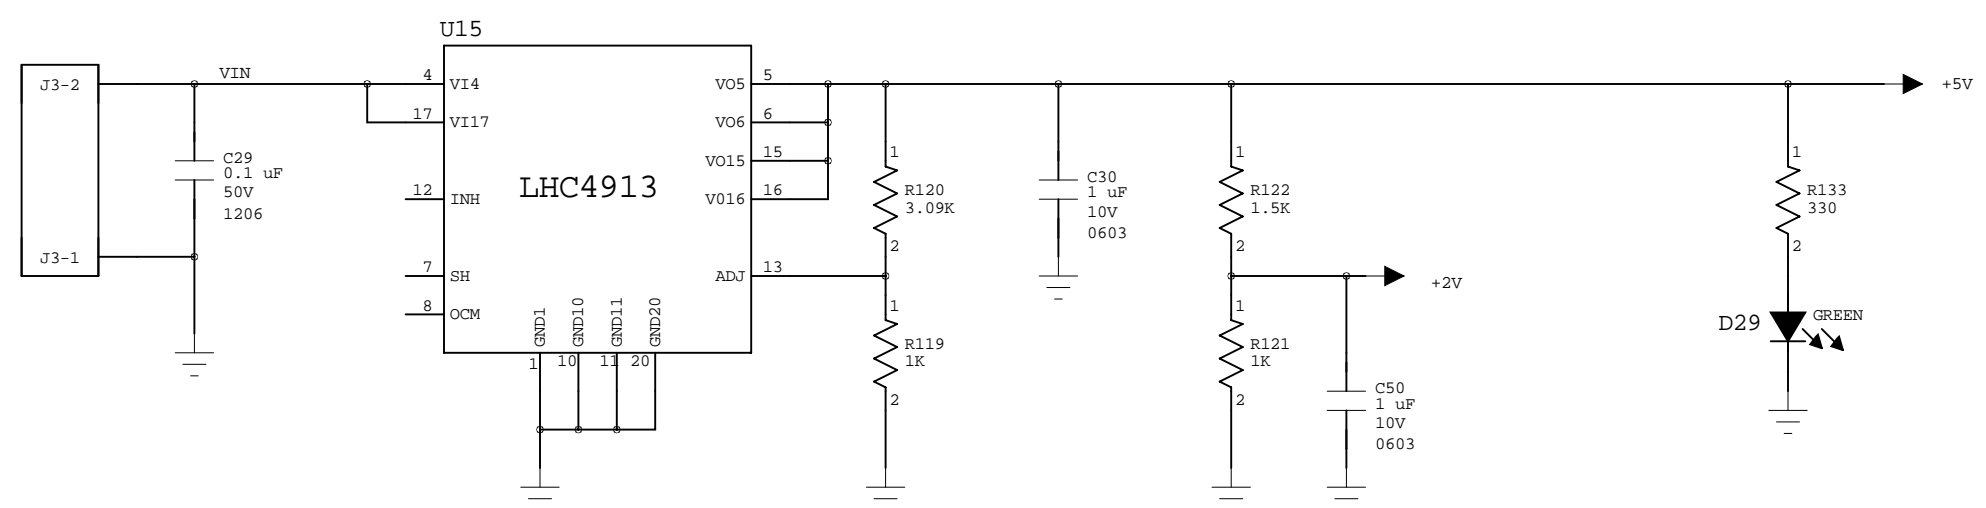 U15
J3-2
VIN
4 VI4
17 VI17
12 INH
7 SH
8 OCM
LHC4913
VO5 5
VO6 6
VO15 15
V016 16
ADJ 13
GND1
GND10
GND11
GND20
1
10
11
20
J3-1
C29
0.1 uF
50V
1206
1
R120
3.09K
2
1
R119
1K
2
C30
1 uF
10V
0603
1
R122
1.5K
2
1
R121
1K
2
+2V
C50
1 uF
10V
0603
+5V
1
R133
330
2
D29
GREEN